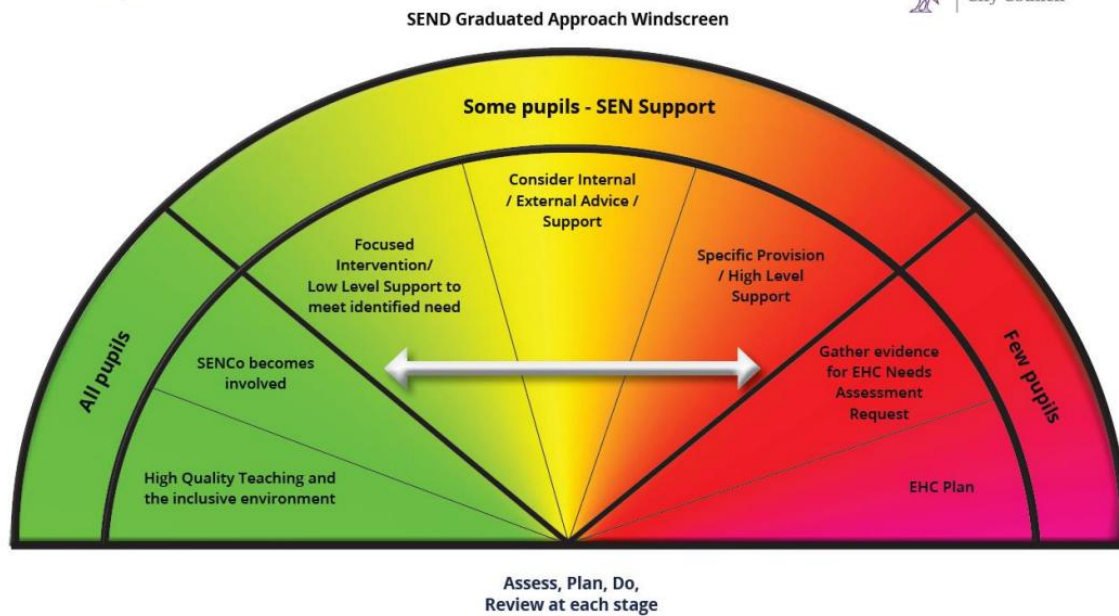 SEND Graduated Approach Windscreen
Some pupils - SEN Support
Consider Internal
/ External Advice /
Support
Focused
Intervention/
Low Level Support to
meet identified need
Specific Provision
/ High Level
Support
All pupils
SENCo becomes
involved
High Quality Teaching and
the inclusive environment
Gather evidence
for EHC Needs
Assessment
Request
Few pupils
EHC Plan
Assess, Plan, Do,
Review at each stage